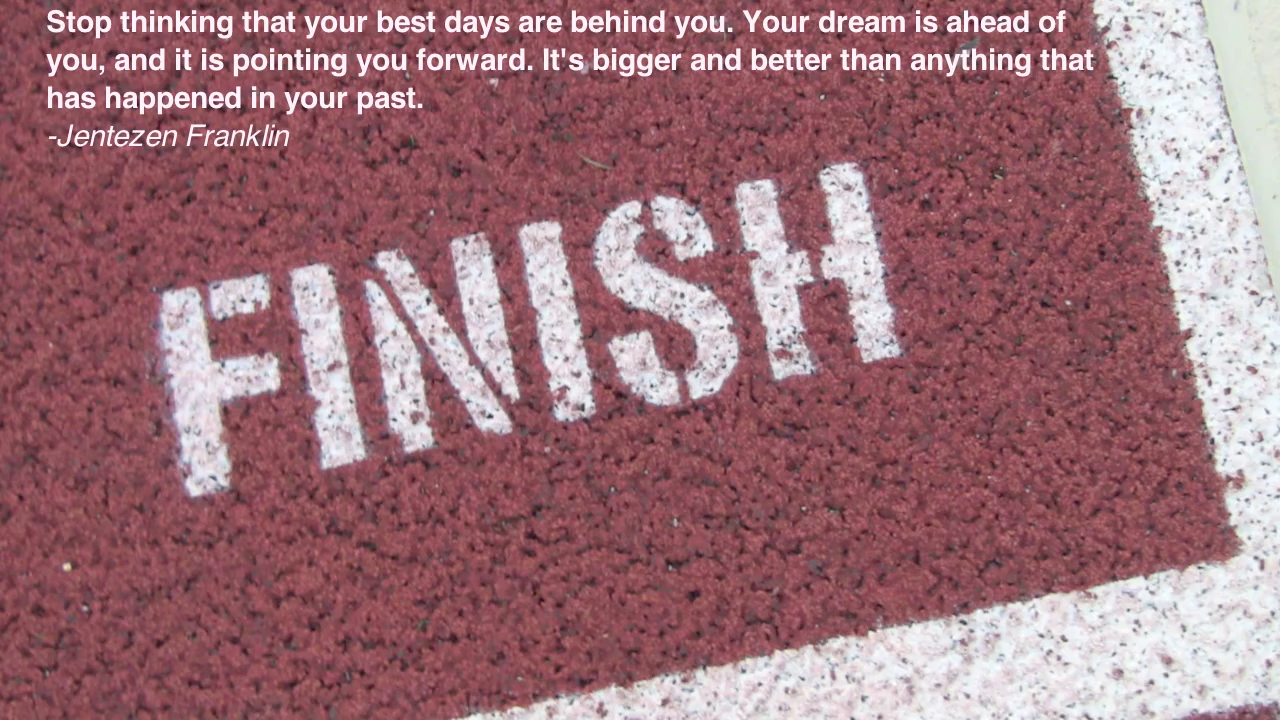 Stop thinking that your best days are behind you. Your dream is ahead of
you, and it is pointing you forward. It's bigger and better than anything that
has happened in your past.
-Jentezen Franklin
FINISH